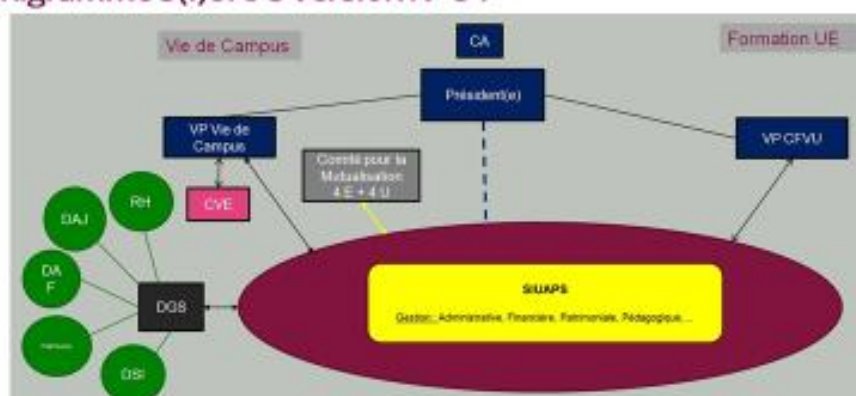 Vie de Campus
CA
Formation UE
Président(e)
VP Vie de
Campus
VP CFVU
Comité pour la
Mutualisation
4 E + 4 U
CVE
RH
DAJ
DA
F
DGS
DSI
SIUAPS
Gestion: Administrative, Financière, Patrimoniale, Pédagogique, ...